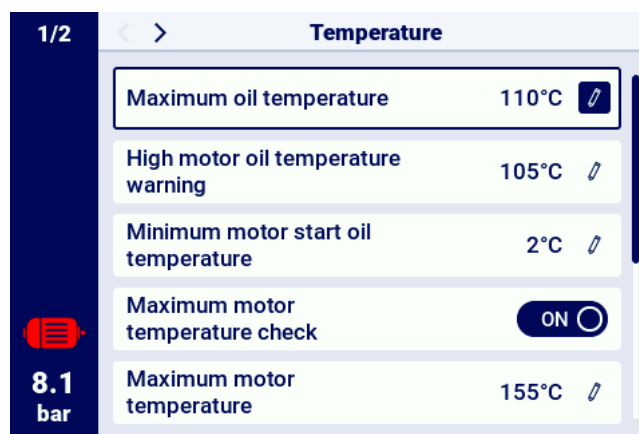 1/2
Temperature
Maximum oil temperature 110°C
High motor oil temperature
warning 105°C
Minimum motor start oil
temperature 2°C
Maximum motor
temperature check ON
Maximum motor
temperature 155°C
8.1
bar